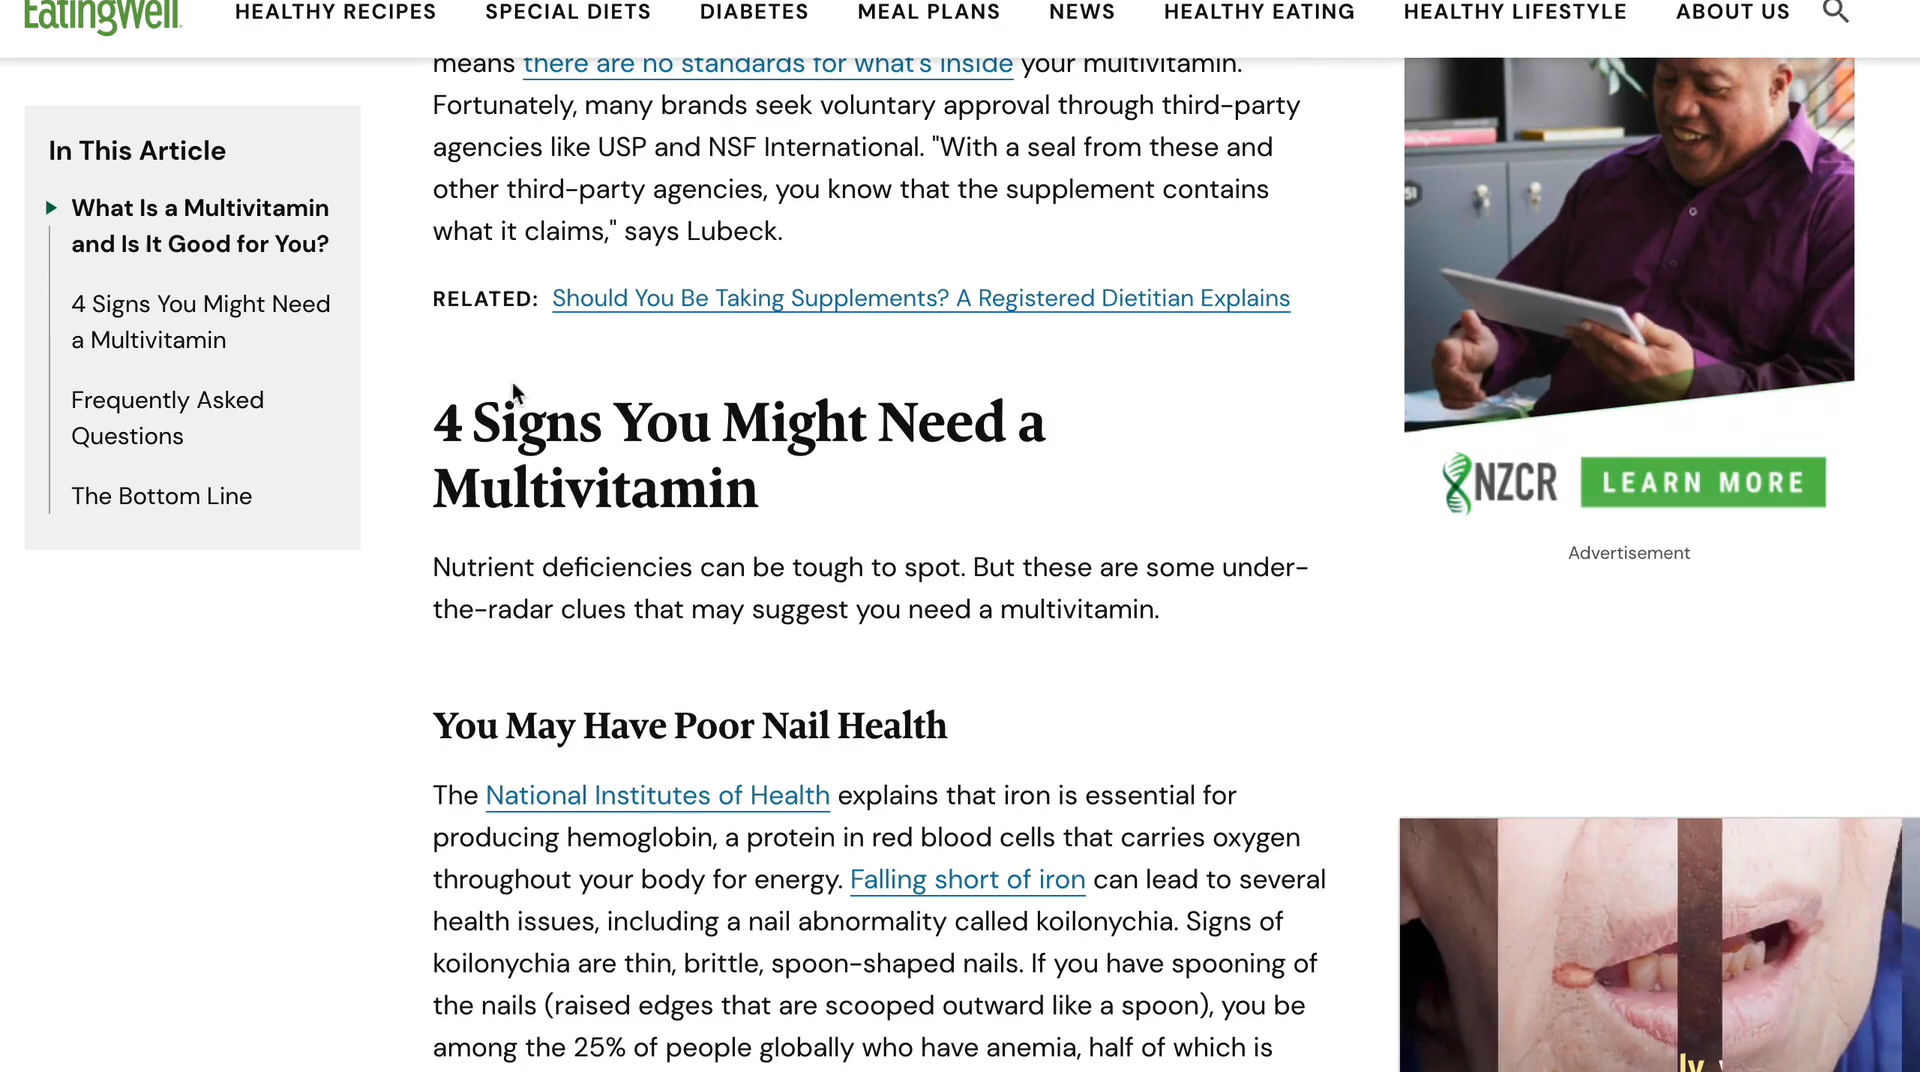 EatingWell
HEALTHY RECIPES SPECIAL DIETS DIABETES MEAL PLANS NEWS HEALTHY EATING HEALTHY LIFESTYLE ABOUT US
In This Article
What Is a Multivitamin
and Is It Good for You?
4 Signs You Might Need
a Multivitamin
Frequently Asked
Questions
The Bottom Line
means there are no standards for what's inside your multivitamin.
Fortunately, many brands seek voluntary approval through third-party
agencies like USP and NSF International. "With a seal from these and
other third-party agencies, you know that the supplement contains
what it claims," says Lubeck.
RELATED: Should You Be Taking Supplements? A Registered Dietitian Explains
4 Signs You Might Need a
Multivitamin
Nutrient deficiencies can be tough to spot. But these are some under-
the-radar clues that may suggest you need a multivitamin.
You May Have Poor Nail Health
The National Institutes of Health explains that iron is essential for
producing hemoglobin, a protein in red blood cells that carries oxygen
throughout your body for energy. Falling short of iron can lead to several
health issues, including a nail abnormality called koilonychia. Signs of
koilonychia are thin, brittle, spoon-shaped nails. If you have spooning of
the nails (raised edges that are scooped outward like a spoon), you be
among the 25% of people globally who have anemia, half of which is
NZCR LEARN MORE
Advertisement